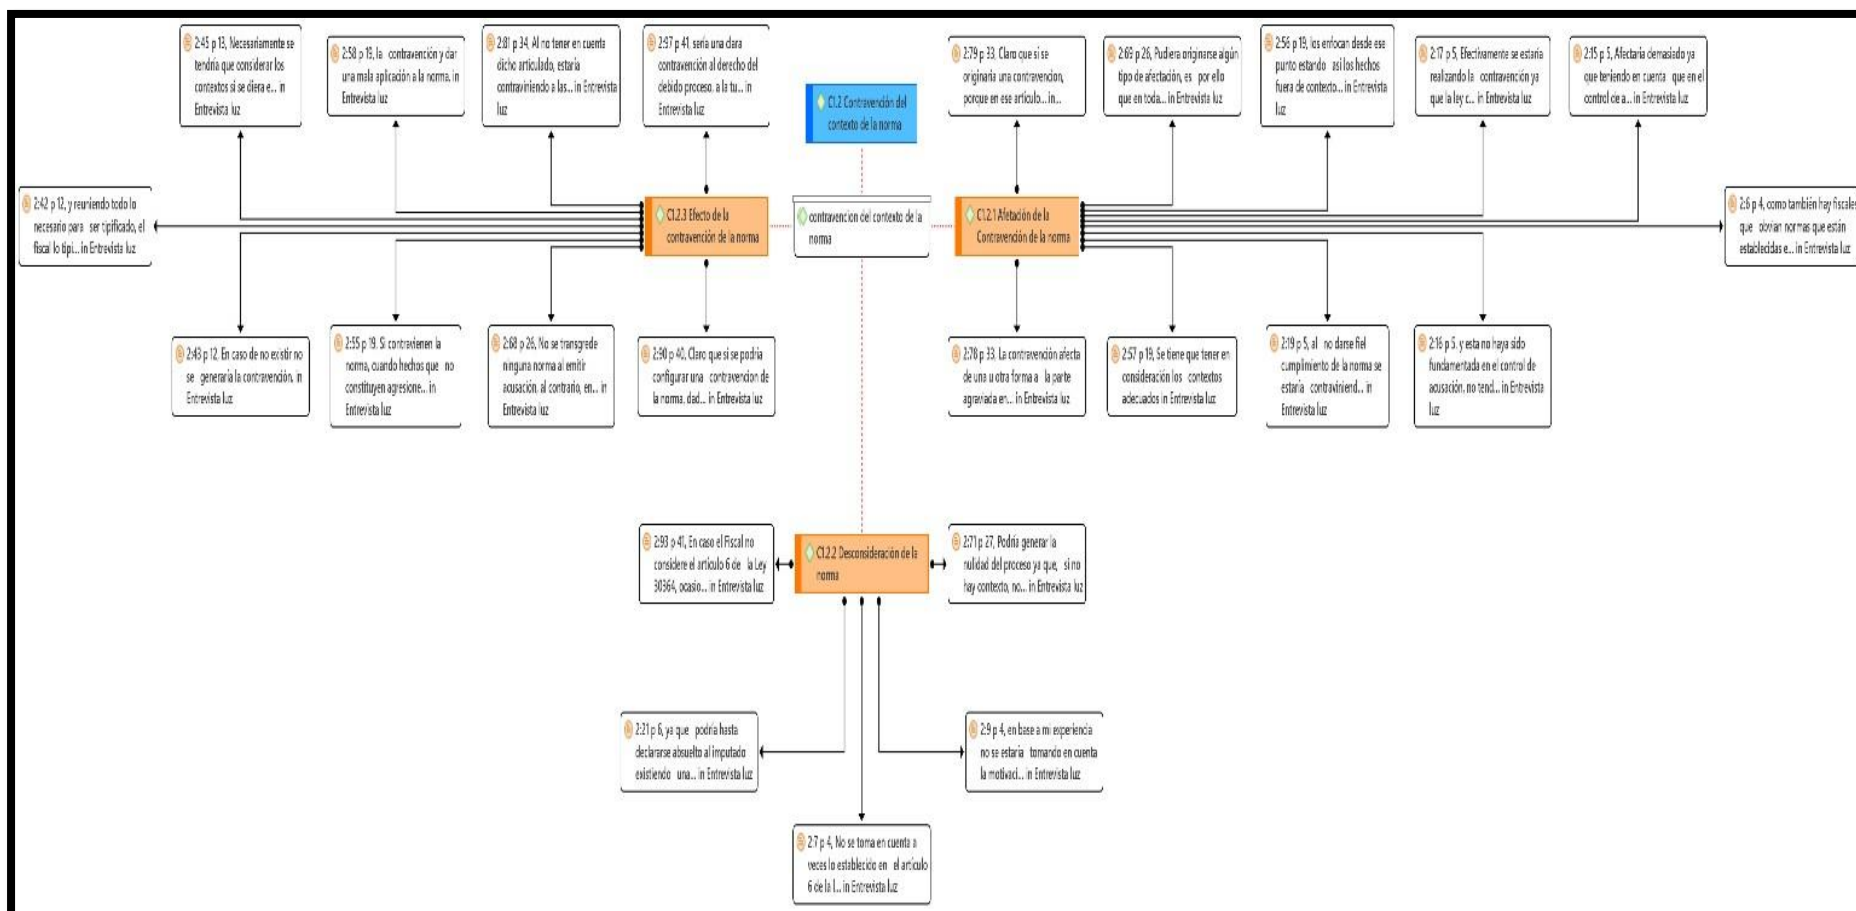 2:45 p 13, Necesariamente se
tendría que considerar los
contextos si se diera e... in
Entrevista luz
2:58 p 19, la contravención y dar
una mala aplicación a la norma, in
Entrevista luz
2:81 p 34, Al no tener en cuenta
dicho articulado, estaría
contraviniendo a las... in Entrevista
luz
2:97 p 41, sería una clara
contravención al derecho del
debido proceso, a la tu... in
Entrevista luz
C1.2 Contravención del
contexto de la norma
2:79 p 33, Claro que si se
originaria una contravencion,
porque en ese artículo... in...
2:69 p 26, Pudiera originarse algún
tipo de afectación, es por ello
que en toda... in Entrevista luz
2:56 p 19, los enfocan desde ese
punto estando asi los hechos
fuera de contexto... in Entrevista
luz
2:17 p 5, Efectivamente se estaría
realizando la contravención ya
que la ley c... in Entrevista luz
2:15 p 5, Afectaria demasiado ya
que teniendo en cuenta que en el
control de a... in Entrevista luz
2:42 p 12, y reuniendo todo lo
necesario para ser tipificado, el
fiscal lo tipi... in Entrevista luz
C1.2.3 Efecto de la
contravención de la norma
contravencion del contexto de la
norma
C1.2.1 Afetación de la
Contravención de la norma
2:6 p 4, como también hay fiscales
que obvian normas que están
establecidas e... in Entrevista luz
2:43 p 12, En caso de no existir no
se generaría la contravención. in
Entrevista luz
2:55 p 19, Si contravienen la
norma, cuando hechos que no
constituyen agresione... in
Entrevista luz
2:68 p 26, No se transgrede
ninguna norma al emitir
acusación, al contrario, en... in
Entrevista luz
2:90 p 40, Claro que si se podría
configurar una contravencion de
la norma, dad... in Entrevista luz
2:78 p 33, La contravención afecta
de una u otra forma a la parte
agraviada en... in Entrevista luz
2:57 p 19, Se tiene que tener en
consideración los contextos
adecuados in Entrevista luz
2:19 p 5, al no darse fiel
cumplimiento de la norma se
estaría contraviniend... in
Entrevista luz
2:16 p 5, y esta no haya sido
fundamentada en el control de
acusación, no tend... in Entrevista
luz
2:93 p 41, En caso el Fiscal no
considere el artículo 6 de la Ley
30364, ocasio... in Entrevista luz
C1.2.2 Desconsideración de la
norma
2:71 p 27, Podría generar la
nulidad del proceso ya que, si no
hay contexto, no... in Entrevista luz
2:21 p 6, ya que podría hasta
declararse absuelto al imputado
existiendo una... in Entrevista luz
2:9 p 4, en base a mi experiencia
no se estaría tomando en cuenta
la motivaci... in Entrevista luz
2:7 p 4, No se toma en cuenta a
veces lo establecido en el artículo
6 de la l... in Entrevista luz